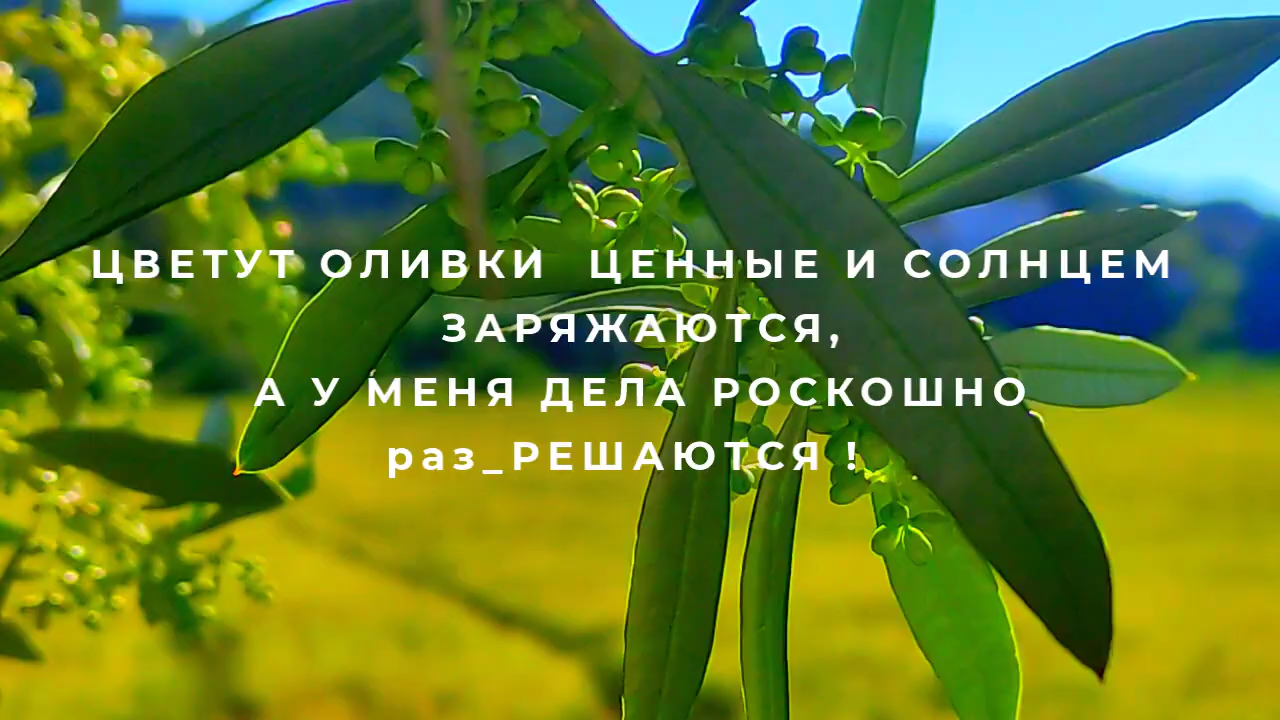 ЦВЕТУТ ОЛИВКИ  ЦЕННЫЕ И СОЛНЦЕМ
ЗАРЯЖАЮТСЯ,
А У МЕНЯ ДЕЛА РОСКОШНО
раз_РЕШАЮТСЯ !